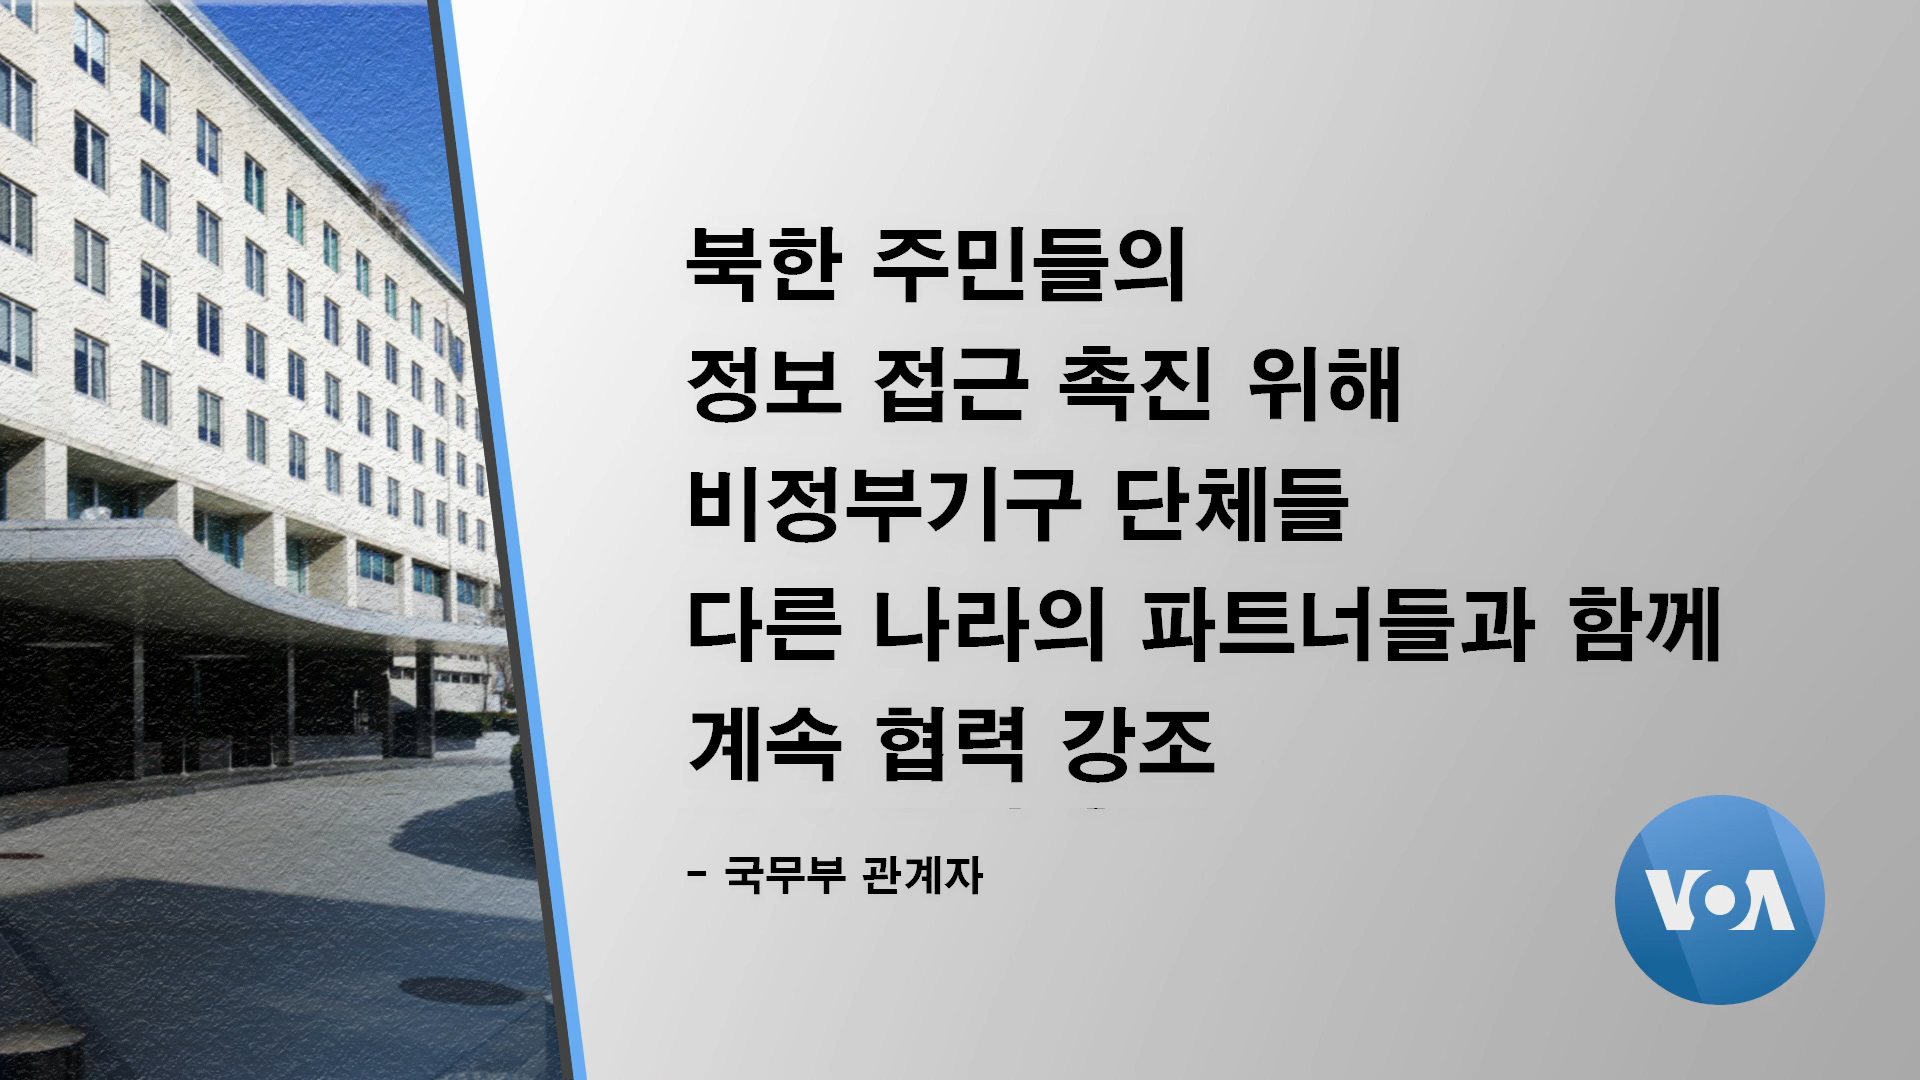 북한 주민들의
정보 접근 촉진 위해
비정부기구 단체들
다른 나라의 파트너들과 함께
계속 협력 강조
- 국무부 관계자
VOA